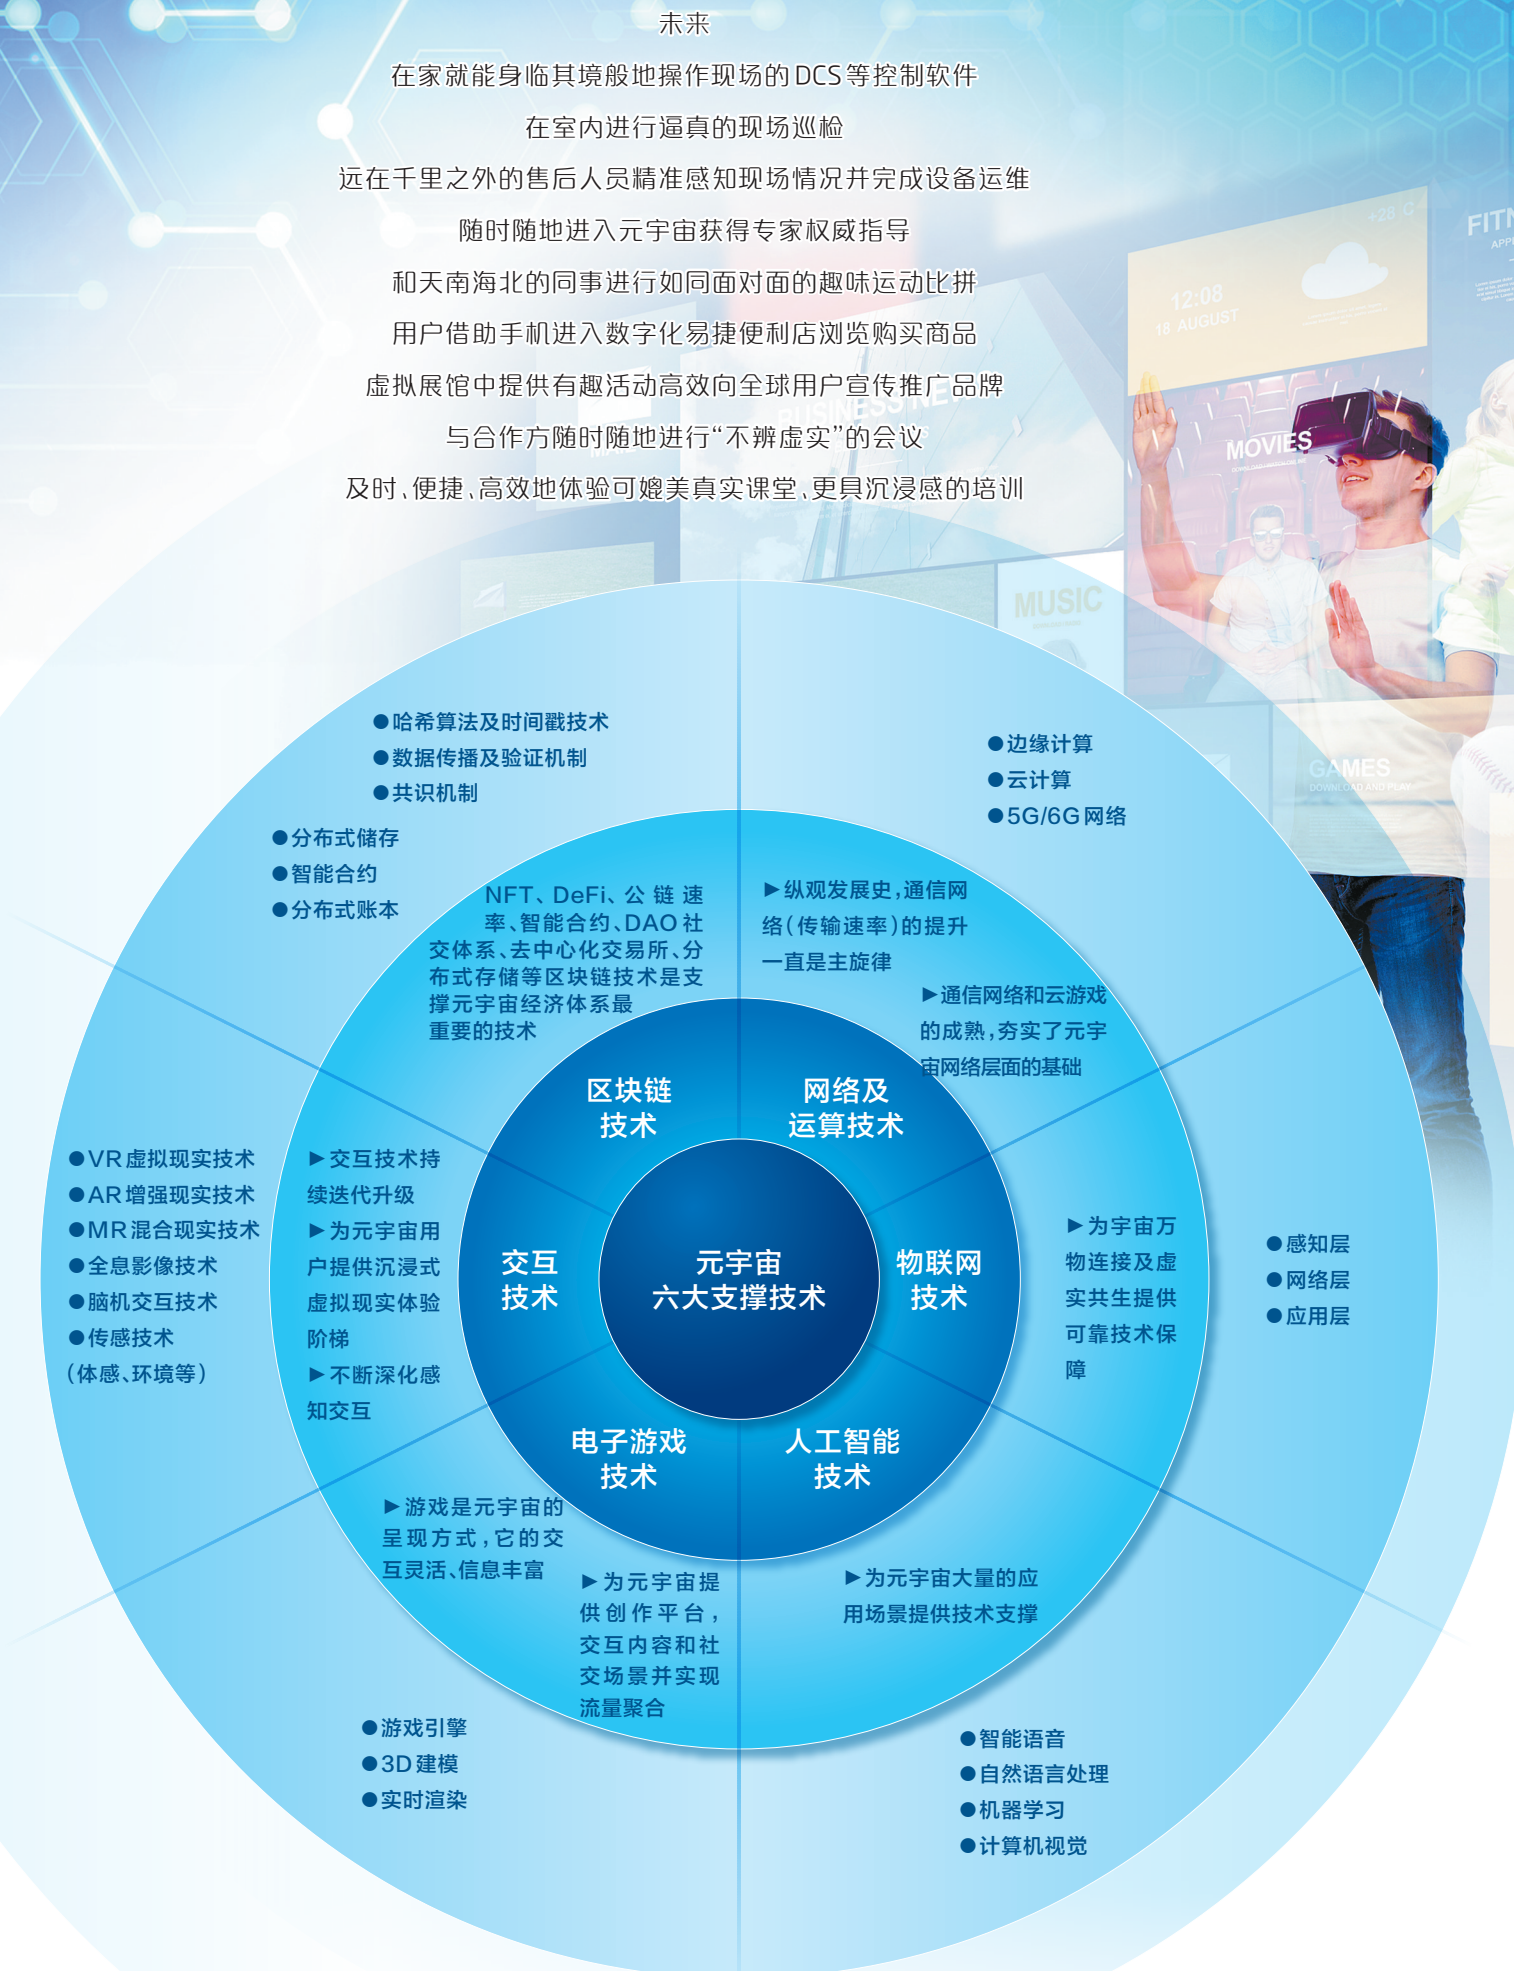 未来
在家就能身临其境般地操作现场的DCS等控制软件
在室内进行逼真的现场巡检
远在千里之外的售后人员精准感知现场情况并完成设备运维
随时随地进入元宇宙获得专家权威指导
和天南海北的同事进行如同面对面的趣味运动比拼
用户借助手机进入数字化易捷便利店浏览购买商品
虚拟展馆中提供有趣活动高效向全球用户宣传推广品牌
与合作方随时随地进行“不辨虚实”的会议
及时、便捷、高效地体验可媲美真实课堂、更具沉浸感的培训
+28 C
12:08
18 AUGUST
MOVIES
MUSIC
GAMES
DOWNLOAD AND PLAY
●哈希算法及时间戳技术
●数据传播及验证机制
●共识机制
●分布式储存
●智能合约
●分布式账本
●边缘计算
●云计算
●5G/6G网络
NFT、DeFi、公链速
率、智能合约、DAO社
交体系、去中心化交易所、分
布式存储等区块链技术是支
撑元宇宙经济体系最
重要的技术
►纵观发展史,通信网
络(传输速率)的提升
一直是主旋律
►通信网络和云游戏
的成熟,夯实了元宇
宙网络层面的基础
区块链
技术
网络及
运算技术
●VR虚拟现实技术
●AR增强现实技术
●MR混合现实技术
●全息影像技术
●脑机交互技术
●传感技术
(体感、环境等)
►交互技术持
续迭代升级
►为元宇宙用
户提供沉浸式
虚拟现实体验
阶梯
►不断深化感
知交互
交互
技术
元宇宙
六大支撑技术
物联网
技术
►为宇宙万
物连接及虚
实共生提供
可靠技术保
障
●感知层
●网络层
●应用层
电子游戏
技术
人工智能
技术
►游戏是元宇宙的
呈现方式,它的交
互灵活、信息丰富
►为元宇宙提
供创作平台,
交互内容和社
交场景并实现
流量聚合
►为元宇宙大量的应
用场景提供技术支撑
●游戏引擎
●3D建模
●实时渲染
●智能语音
●自然语言处理
●机器学习
●计算机视觉